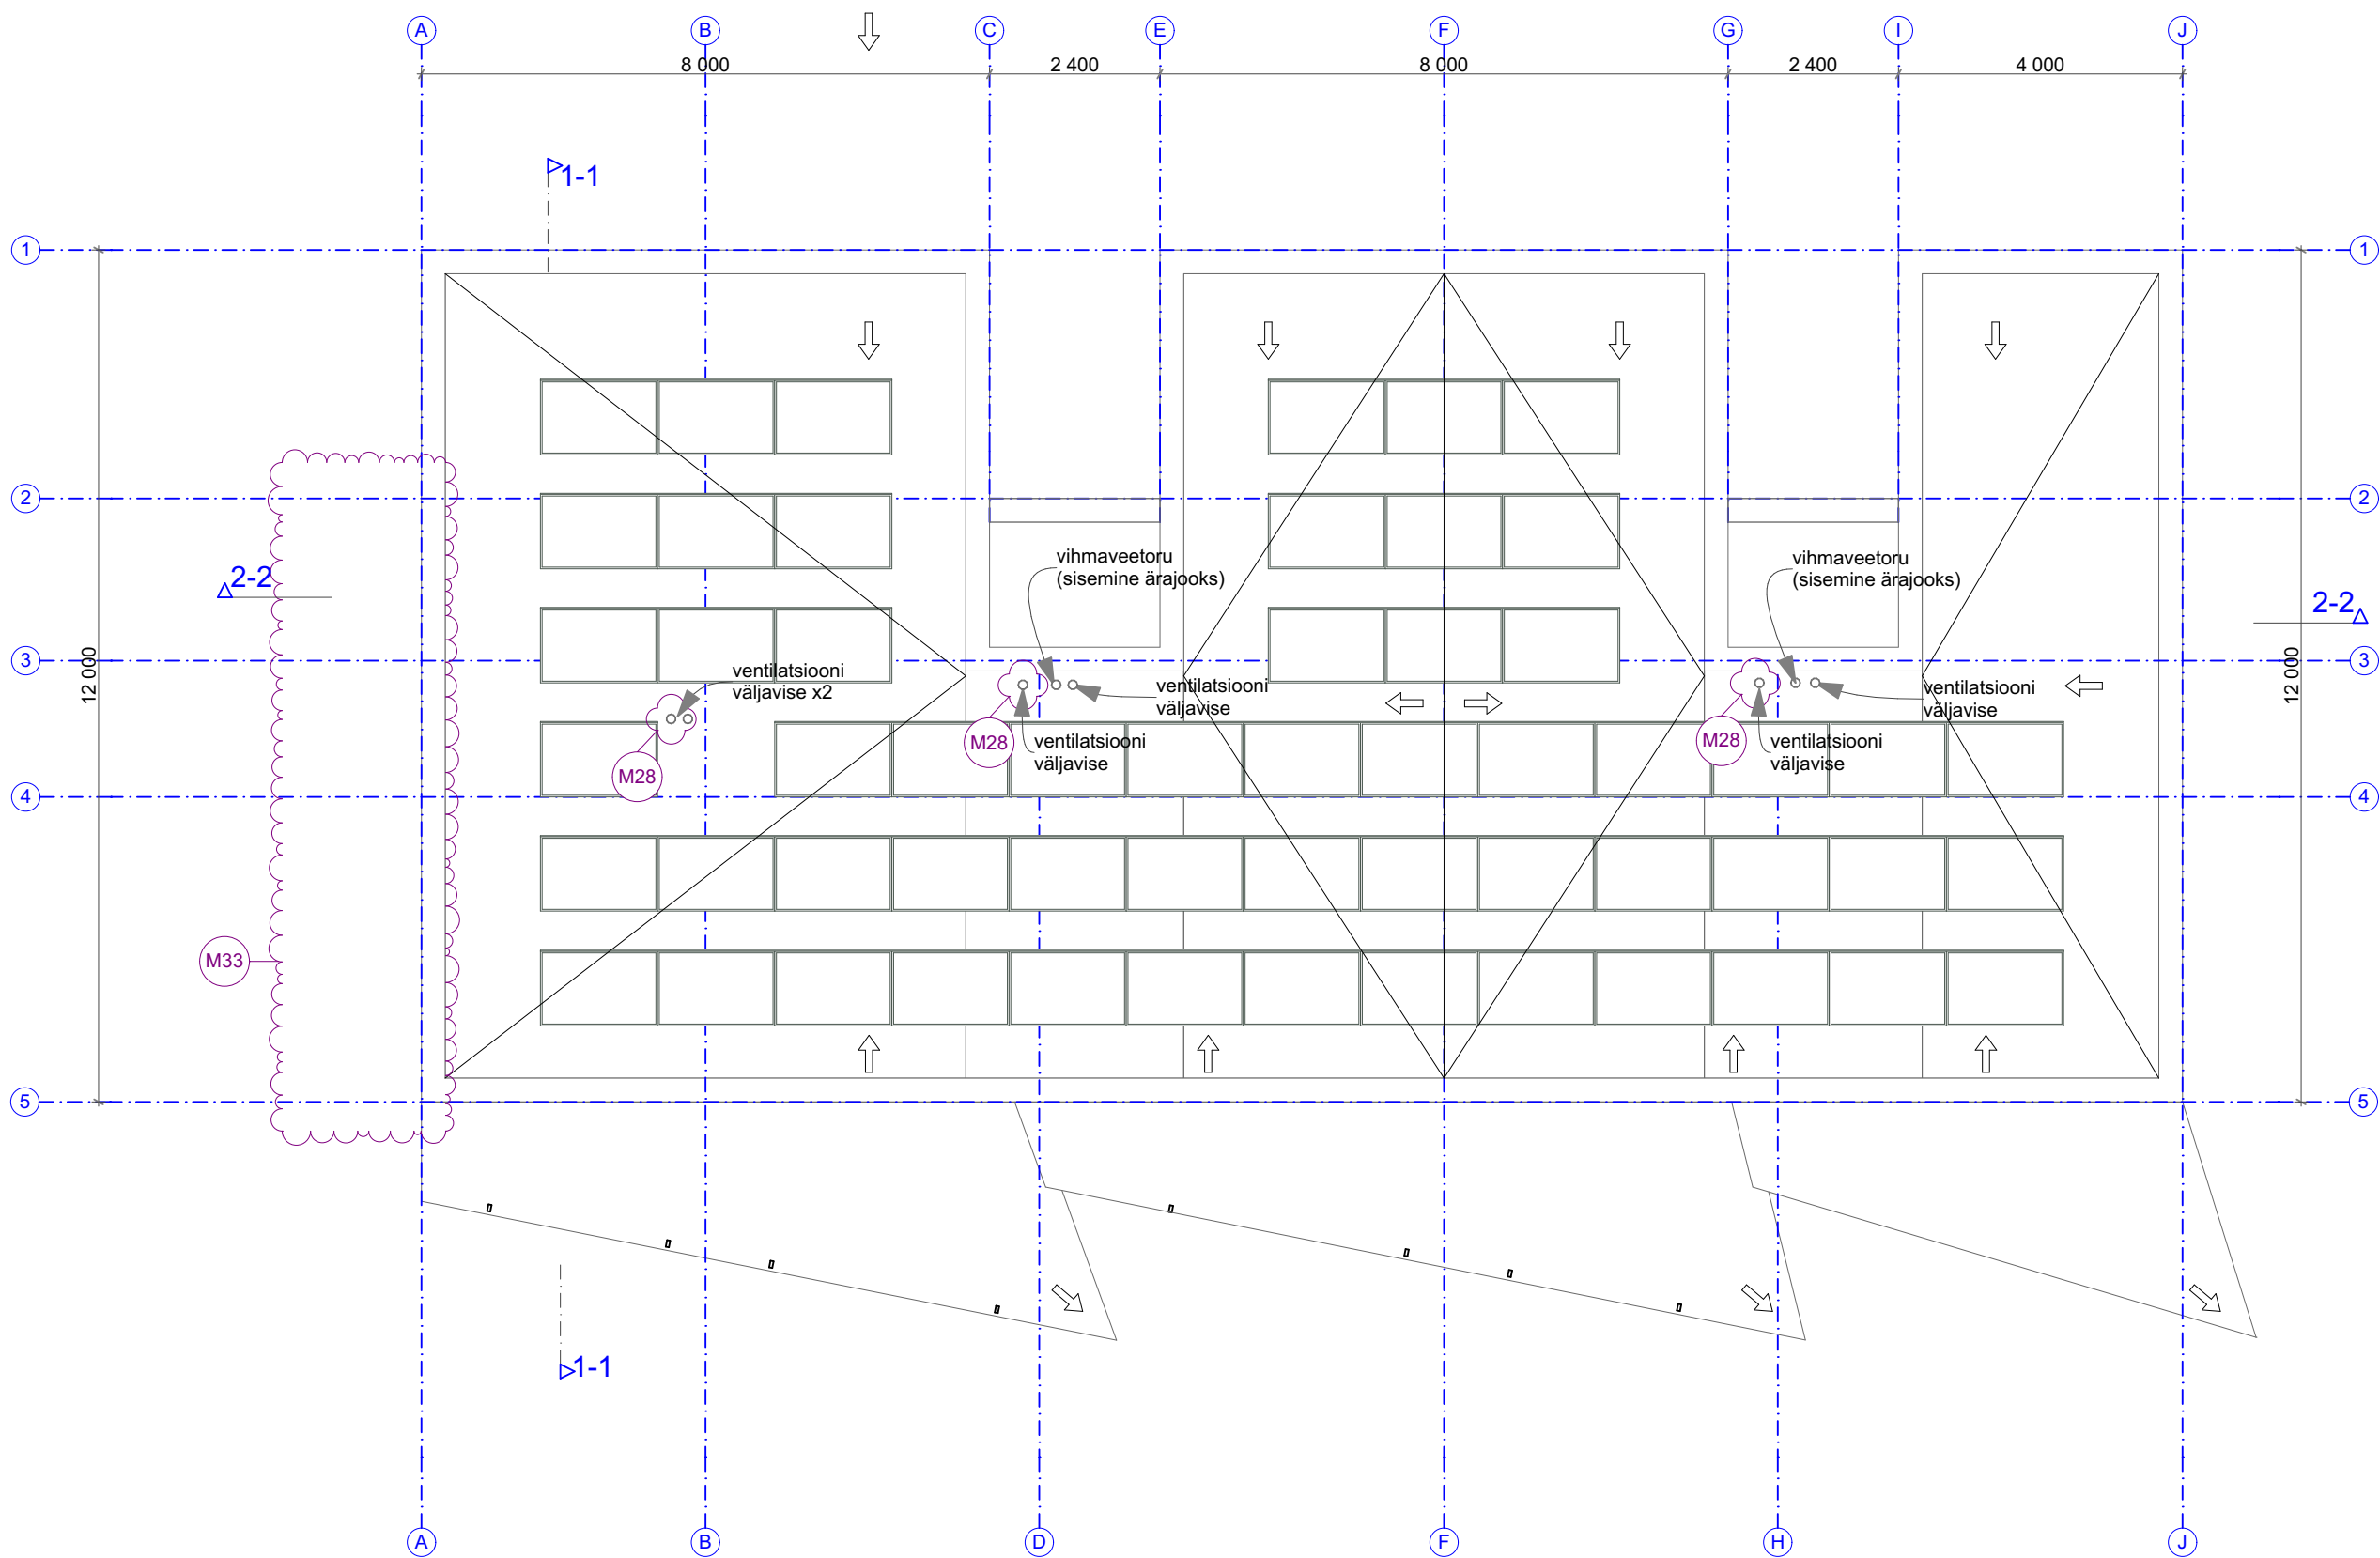 A B C E F G I J
8 000 2 400 8 000 2 400 4 000
1-1
1 1
2 2
vihmaveetoru
(sisemine ärajooks)
vihmaveetoru
(sisemine ärajooks)
2-2 2-2
3 3
12 000 12 000
ventilatsiooni
väljavise x2
ventilatsiooni
väljavise
ventilatsiooni
väljavise
M28 M28 M28
ventilatsiooni
väljavise
ventilatsiooni
väljavise
4 4
M33
5 5
1-1
A B D F H J